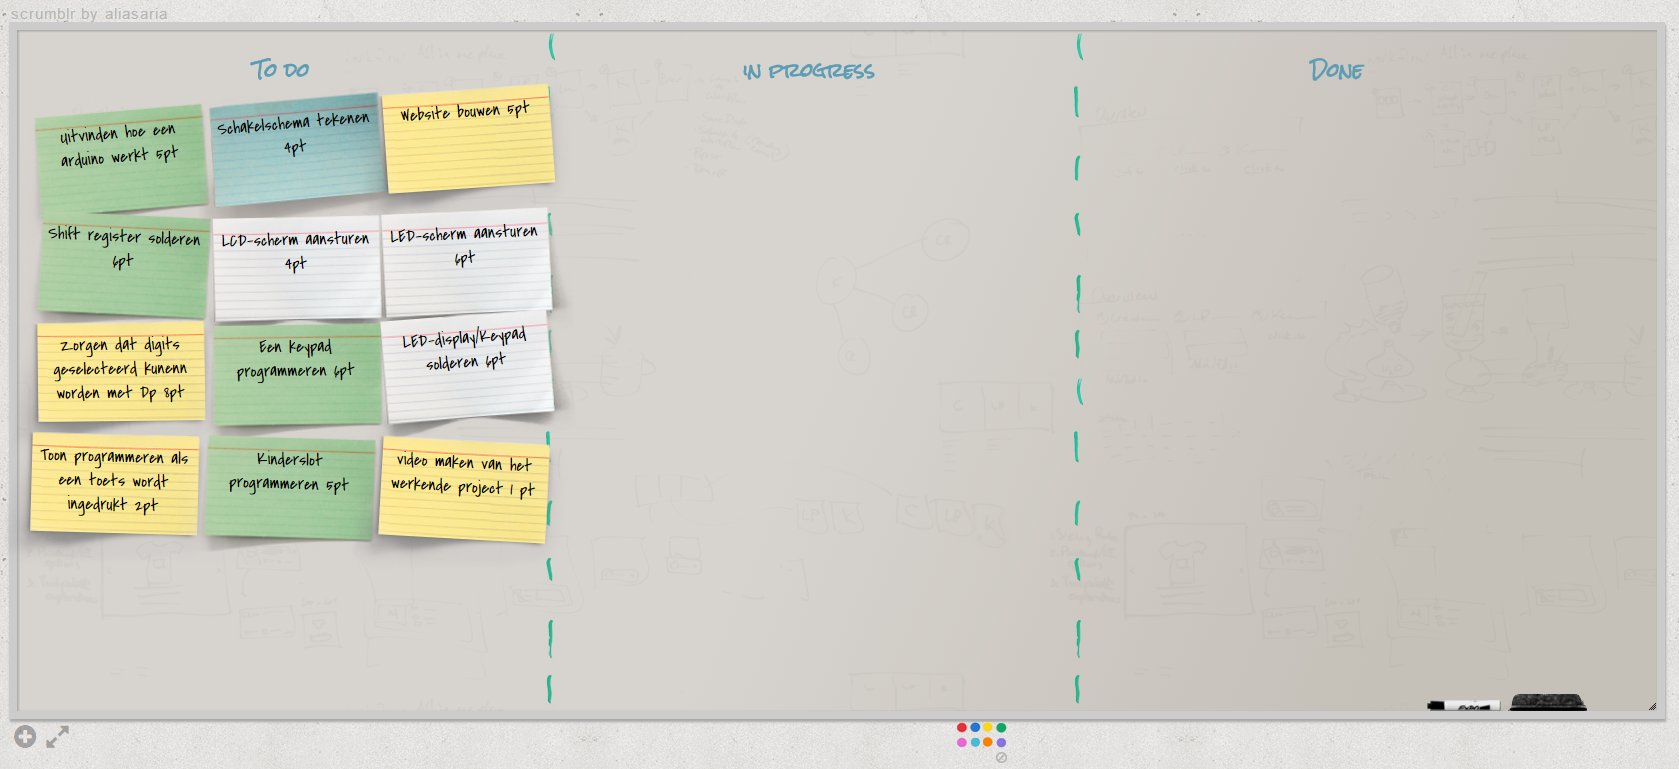 scrumblr by aliasaria
To do
in progress
Done
uitvinden hoe een
arduino werkt 5pt
Schakelschema tekenen
4pt
Website bouwen 5pt
Shift register solderen
6pt
LCD-scherm aansturen
4pt
LED-scherm aansturen
6pt
Zorgen dat digits
geselecteerd kunenn
worden met Dp 8pt
Een keypad
programmeren 6pt
LED-display/Keypad
solderen 6pt
Toon programmeren als
een toets wordt
ingedrukt 2pt
Kinderslot
programmeren 5pt
video maken van het
werkende project 1 pt
EXPO